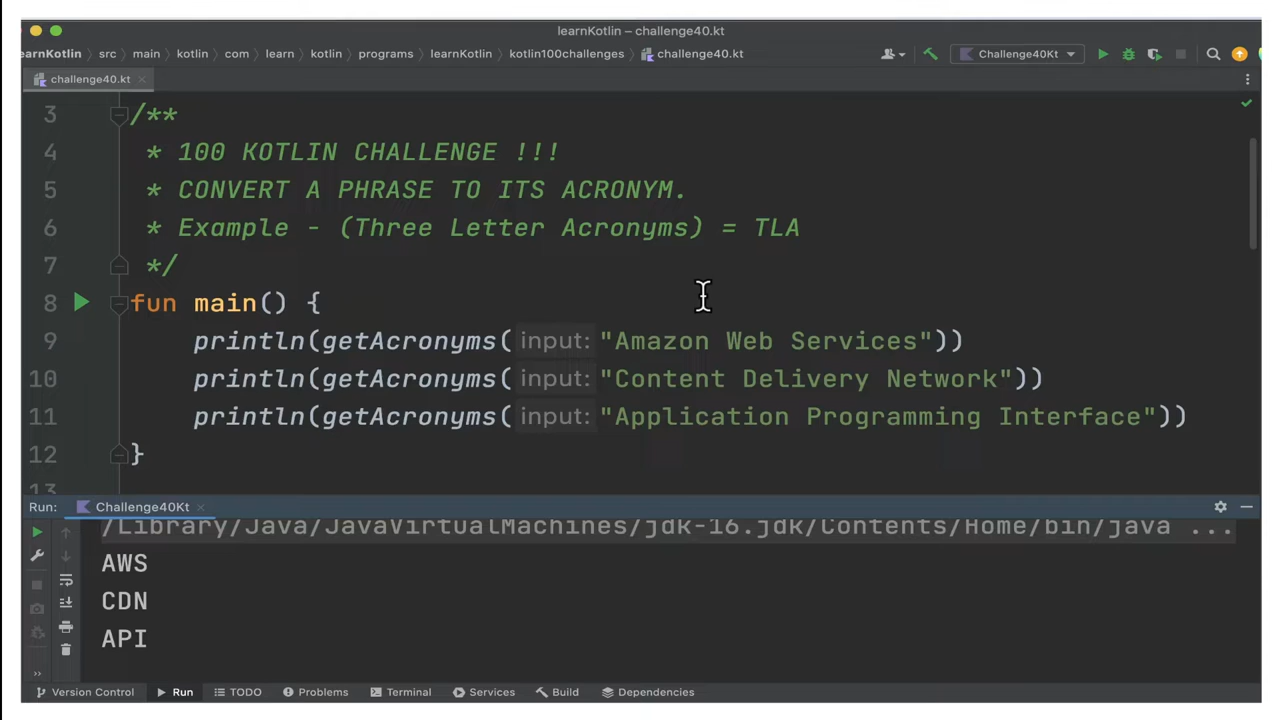 learnKotlin – challenge40.kt
earnKotlin › src › main › kotlin › com › learn › kotlin › programs › learnKotlin › kotlin100challenges › challenge40.kt
Challenge40Kt
challenge40.kt
3 /**
4 * 100 KOTLIN CHALLENGE !!!
5 * CONVERT A PHRASE TO ITS ACRONYM.
6 * Example - (Three Letter Acronyms) = TLA
7 */
8 fun main() {
9 println(getAcronyms( input: "Amazon Web Services"))
10 println(getAcronyms( input: "Content Delivery Network"))
11 println(getAcronyms( input: "Application Programming Interface"))
12 }
13
Run: Challenge40Kt
/Library/Java/JavaVirtualMachines/jdk-16.jdk/Contents/Home/bin/java ...
AWS
CDN
API
Version Control Run TODO Problems Terminal Services Build Dependencies